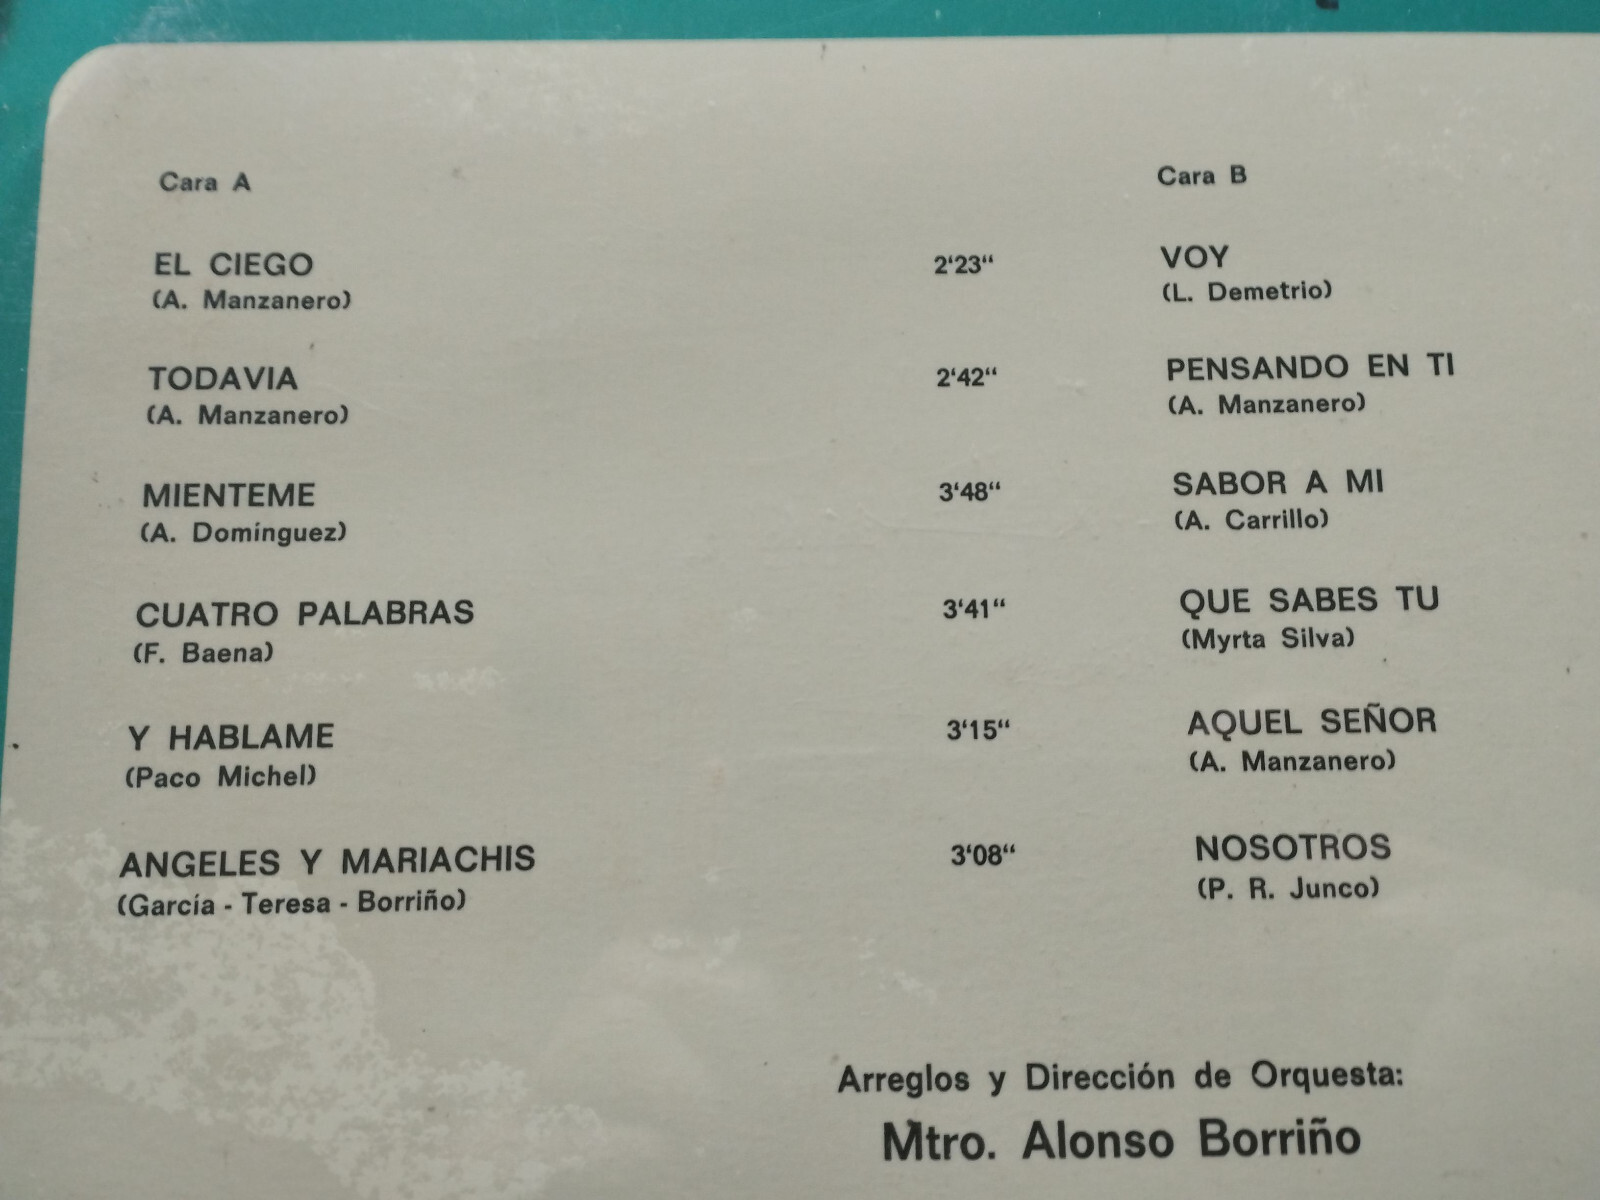 Cara A
EL CIEGO 2'23"
(A. Manzanero)
TODAVIA 2'42"
(A. Manzanero)
MIENTEME 3'48"
(A. Domínguez)
CUATRO PALABRAS 3'41"
(F. Baena)
Y HABLAME 3'15"
(Paco Michel)
ANGELES Y MARIACHIS 3'08"
(García - Teresa - Borriño)
Cara B
VOY
(L. Demetrio)
PENSANDO EN TI
(A. Manzanero)
SABOR A MI
(A. Carrillo)
QUE SABES TU
(Myrta Silva)
AQUEL SEÑOR
(A. Manzanero)
NOSOTROS
(P. R. Junco)
Arreglos y Dirección de Orquesta:
Mtro. Alonso Borriño